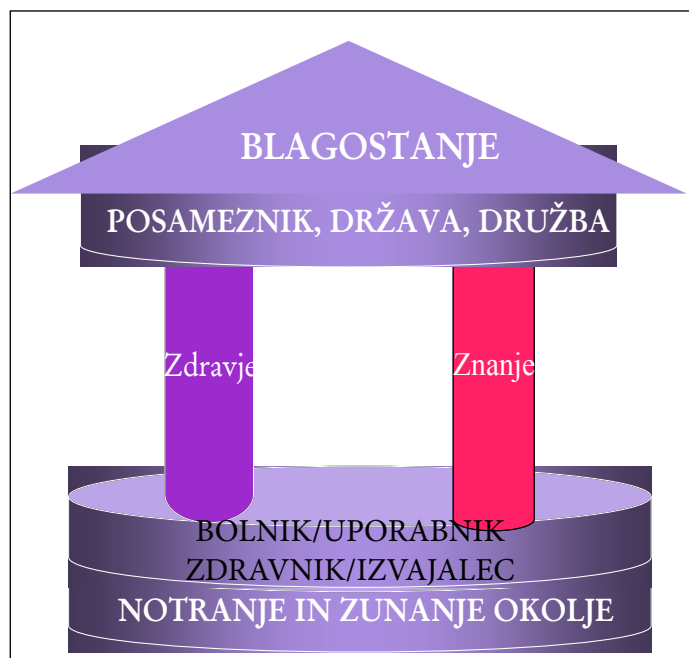 BLAGOSTANJE
POSAMEZNIK, DRŽAVA, DRUŽBA
Zdravje
Znanje
BOLNIK/UPORABNIK
ZDRAVNIK/IZVAJALEC
NOTRANJE IN ZUNANJE OKOLJE